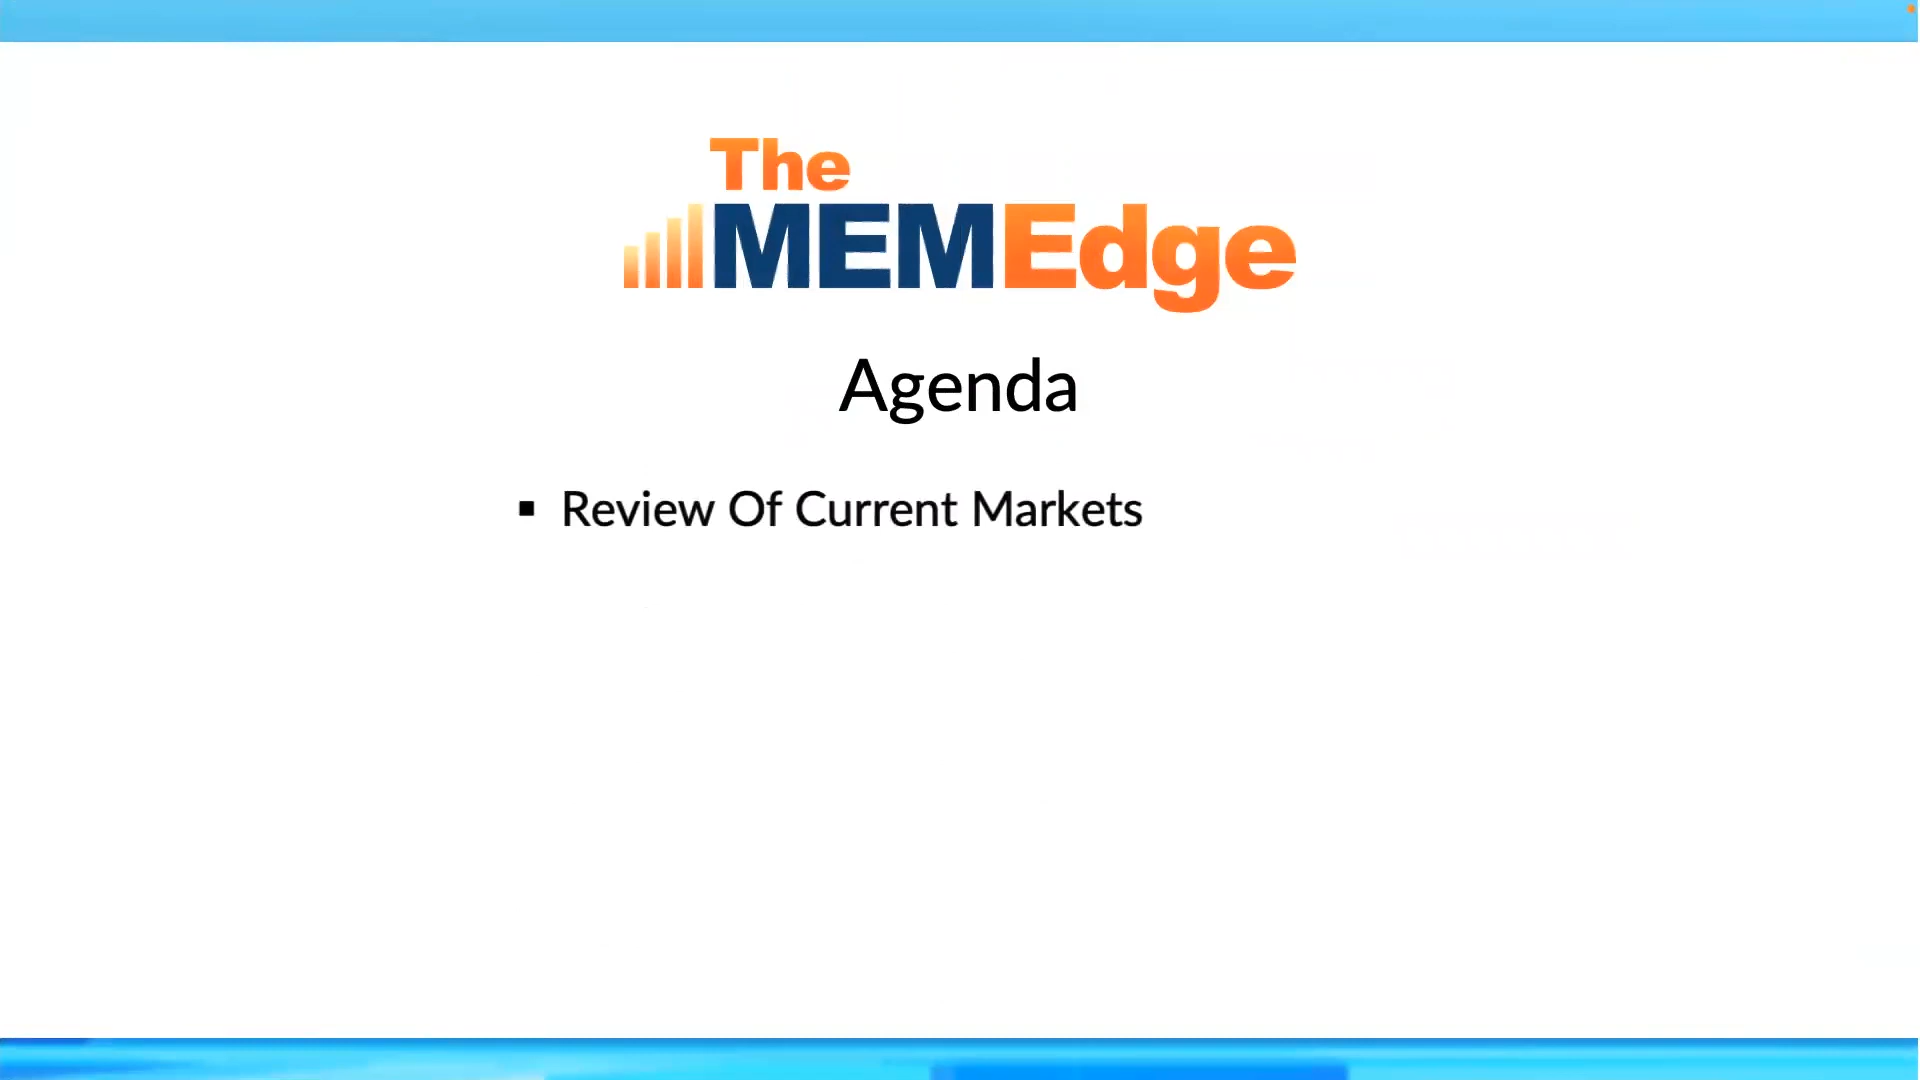 The
MEMEdge
Agenda
▪ Review Of Current Markets